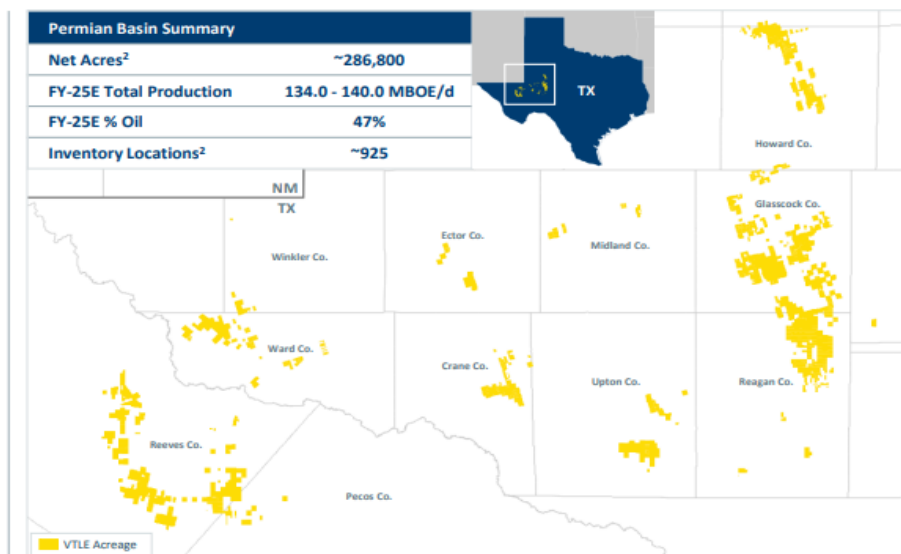 Permian Basin Summary
Net Acres² ~286,800
FY-25E Total Production 134.0 - 140.0 MBOE/d
FY-25E % Oil 47%
Inventory Locations² ~925
TX
Howard Co.
NM
TX
Glasscock Co.
Winkler Co.
Ector Co.
Midland Co.
Ward Co.
Crane Co.
Upton Co.
Reagan Co.
Reeves Co.
Pecos Co.
VTLE Acreage